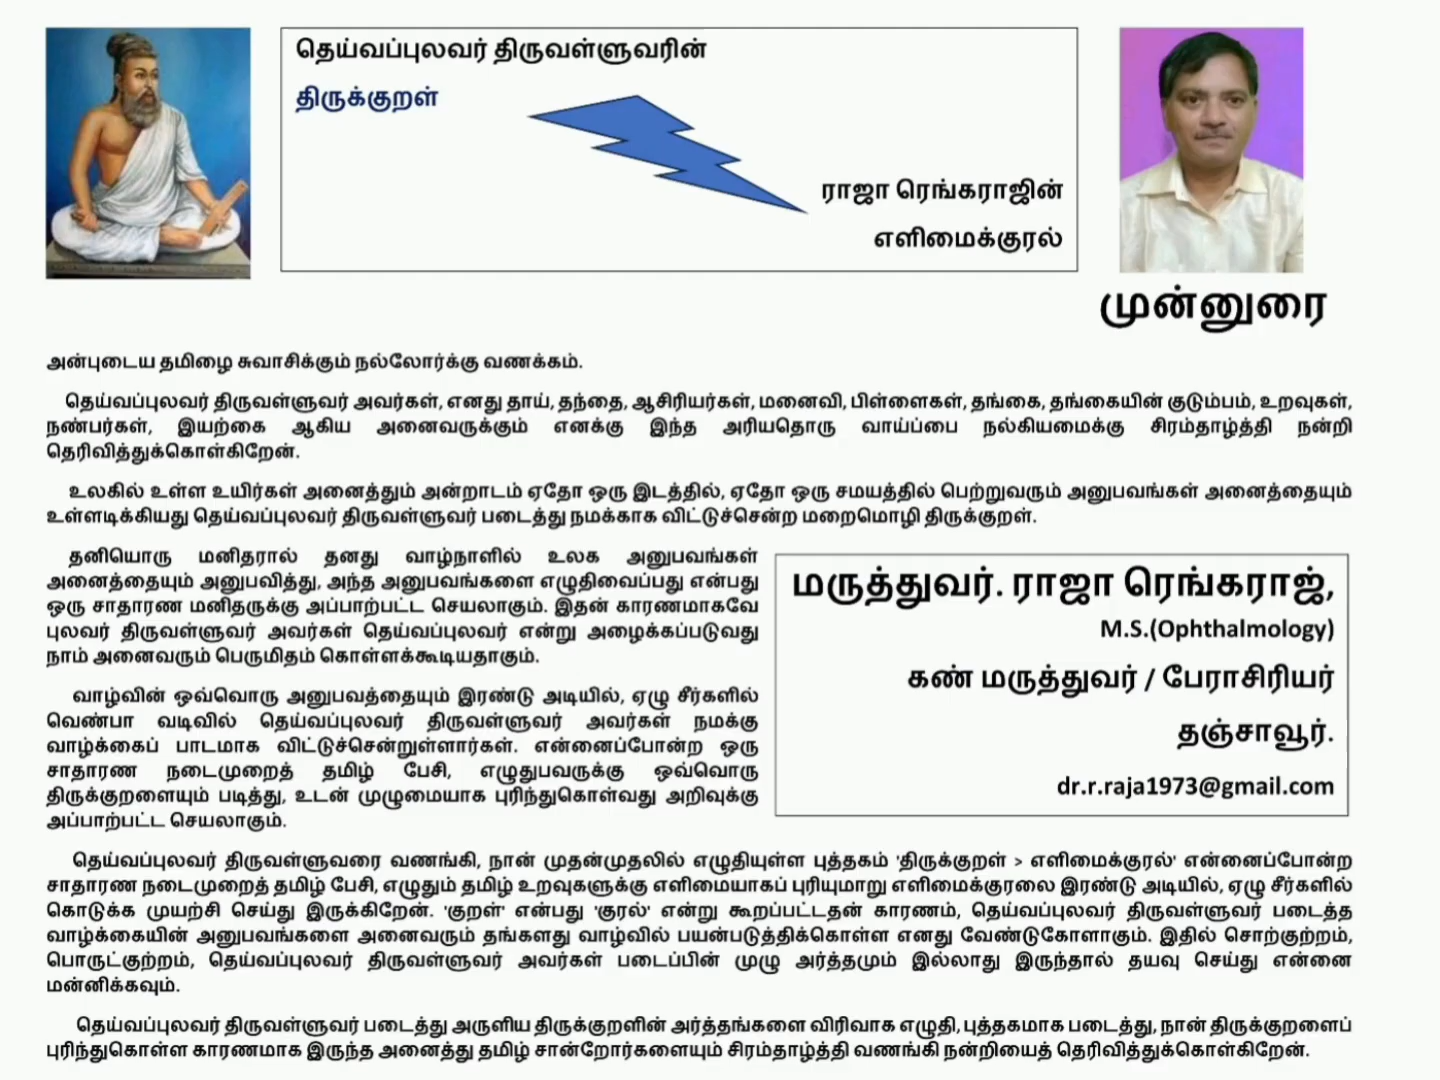 தெய்வப்புலவர் திருவள்ளுவரின்
திருக்குறள்
ராஜா ரெங்கராஜின்
எளிமைக்குரல்
முன்னுரை
அன்புடைய தமிழை சுவாசிக்கும் நல்லோர்க்கு வணக்கம்.
தெய்வப்புலவர் திருவள்ளுவர் அவர்கள், எனது தாய், தந்தை, ஆசிரியர்கள், மனைவி, பிள்ளைகள், தங்கை, தங்கையின் குடும்பம், உறவுகள்,
நண்பர்கள், இயற்கை ஆகிய அனைவருக்கும் எனக்கு இந்த அரியதொரு வாய்ப்பை நல்கியமைக்கு சிரம்தாழ்த்தி நன்றி
தெரிவித்துக்கொள்கிறேன்.
உலகில் உள்ள உயிர்கள் அனைத்தும் அன்றாடம் ஏதோ ஒரு இடத்தில், ஏதோ ஒரு சமயத்தில் பெற்றுவரும் அனுபவங்கள் அனைத்தையும்
உள்ளடிக்கியது தெய்வப்புலவர் திருவள்ளுவர் படைத்து நமக்காக விட்டுச்சென்ற மறைமொழி திருக்குறள்.
தனியொரு மனிதரால் தனது வாழ்நாளில் உலக அனுபவங்கள்
அனைத்தையும் அனுபவித்து, அந்த அனுபவங்களை எழுதிவைப்பது என்பது
ஒரு சாதாரண மனிதருக்கு அப்பாற்பட்ட செயலாகும். இதன் காரணமாகவே
புலவர் திருவள்ளுவர் அவர்கள் தெய்வப்புலவர் என்று அழைக்கப்படுவது
நாம் அனைவரும் பெருமிதம் கொள்ளக்கூடியதாகும்.
வாழ்வின் ஒவ்வொரு அனுபவத்தையும் இரண்டு அடியில், ஏழு சீர்களில்
வெண்பா வடிவில் தெய்வப்புலவர் திருவள்ளுவர் அவர்கள் நமக்கு
வாழ்க்கைப் பாடமாக விட்டுச்சென்றுள்ளார்கள். என்னைப்போன்ற ஒரு
சாதாரண நடைமுறைத் தமிழ் பேசி, எழுதுபவருக்கு ஒவ்வொரு
திருக்குறளையும் படித்து, உடன் முழுமையாக புரிந்துகொள்வது அறிவுக்கு
அப்பாற்பட்ட செயலாகும்.
மருத்துவர். ராஜா ரெங்கராஜ்,
M.S.(Ophthalmology)
கண் மருத்துவர் / பேராசிரியர்
தஞ்சாவூர்.
dr.r.raja1973@gmail.com
தெய்வப்புலவர் திருவள்ளுவரை வணங்கி, நான் முதன்முதலில் எழுதியுள்ள புத்தகம் 'திருக்குறள் > எளிமைக்குரல்' என்னைப்போன்ற
சாதாரண நடைமுறைத் தமிழ் பேசி, எழுதும் தமிழ் உறவுகளுக்கு எளிமையாகப் புரியுமாறு எளிமைக்குரலை இரண்டு அடியில், ஏழு சீர்களில்
கொடுக்க முயற்சி செய்து இருக்கிறேன். 'குறள்' என்பது 'குரல்' என்று கூறப்பட்டதன் காரணம், தெய்வப்புலவர் திருவள்ளுவர் படைத்த
வாழ்க்கையின் அனுபவங்களை அனைவரும் தங்களது வாழ்வில் பயன்படுத்திக்கொள்ள எனது வேண்டுகோளாகும். இதில் சொற்குற்றம்,
பொருட்குற்றம், தெய்வப்புலவர் திருவள்ளுவர் அவர்கள் படைப்பின் முழு அர்த்தமும் இல்லாது இருந்தால் தயவு செய்து என்னை
மன்னிக்கவும்.
தெய்வப்புலவர் திருவள்ளுவர் படைத்து அருளிய திருக்குறளின் அர்த்தங்களை விரிவாக எழுதி, புத்தகமாக படைத்து, நான் திருக்குறளைப்
புரிந்துகொள்ள காரணமாக இருந்த அனைத்து தமிழ் சான்றோர்களையும் சிரம்தாழ்த்தி வணங்கி நன்றியைத் தெரிவித்துக்கொள்கிறேன்.